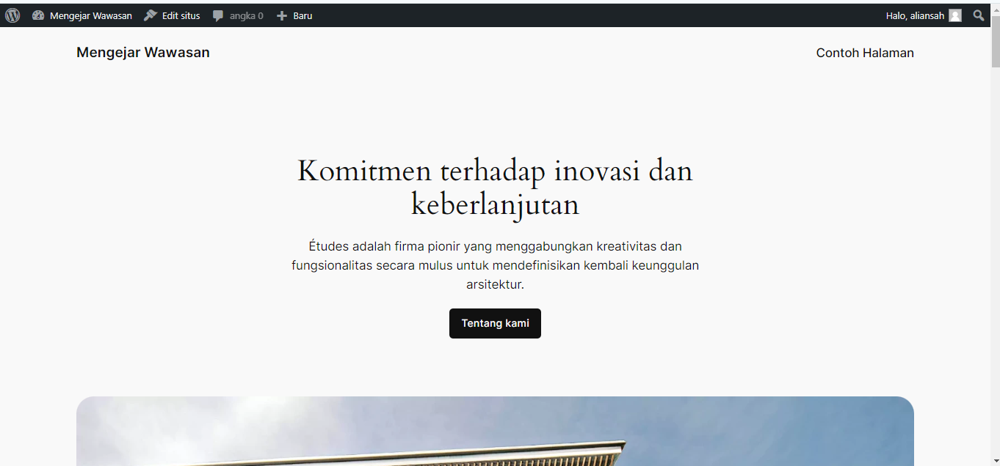 Mengejar Wawasan
Edit situs
angka 0
Baru
Halo, aliansah
Mengejar Wawasan
Contoh Halaman
Komitmen terhadap inovasi dan
keberlanjutan
Études adalah firma pionir yang menggabungkan kreativitas dan
fungsionalitas secara mulus untuk mendefinisikan kembali keunggulan
arsitektur.
Tentang kami